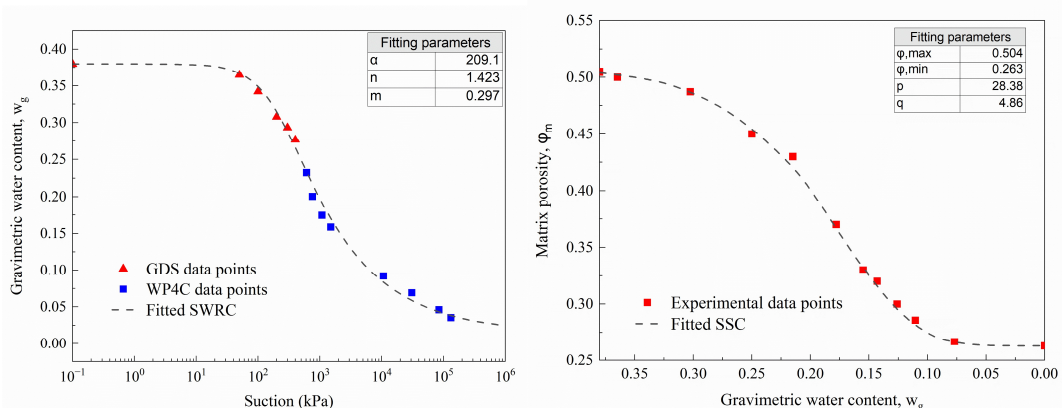 Fitting parameters
α 209.1
n 1.423
m 0.297
0.40
0.35
0.30
0.25
0.20
0.15
0.10
0.05
0.00
Gravimetric water content, wg
GDS data points
WP4C data points
Fitted SWRC
10⁻¹ 10⁰ 10¹ 10² 10³ 10⁴ 10⁵ 10⁶
Suction (kPa)
Fitting parameters
φ,max 0.504
φ,min 0.263
p 28.38
q 4.86
0.55
0.50
0.45
0.40
0.35
0.30
0.25
Matrix porosity, φm
Experimental data points
Fitted SSC
0.35 0.30 0.25 0.20 0.15 0.10 0.05 0.00
Gravimetric water content, wg